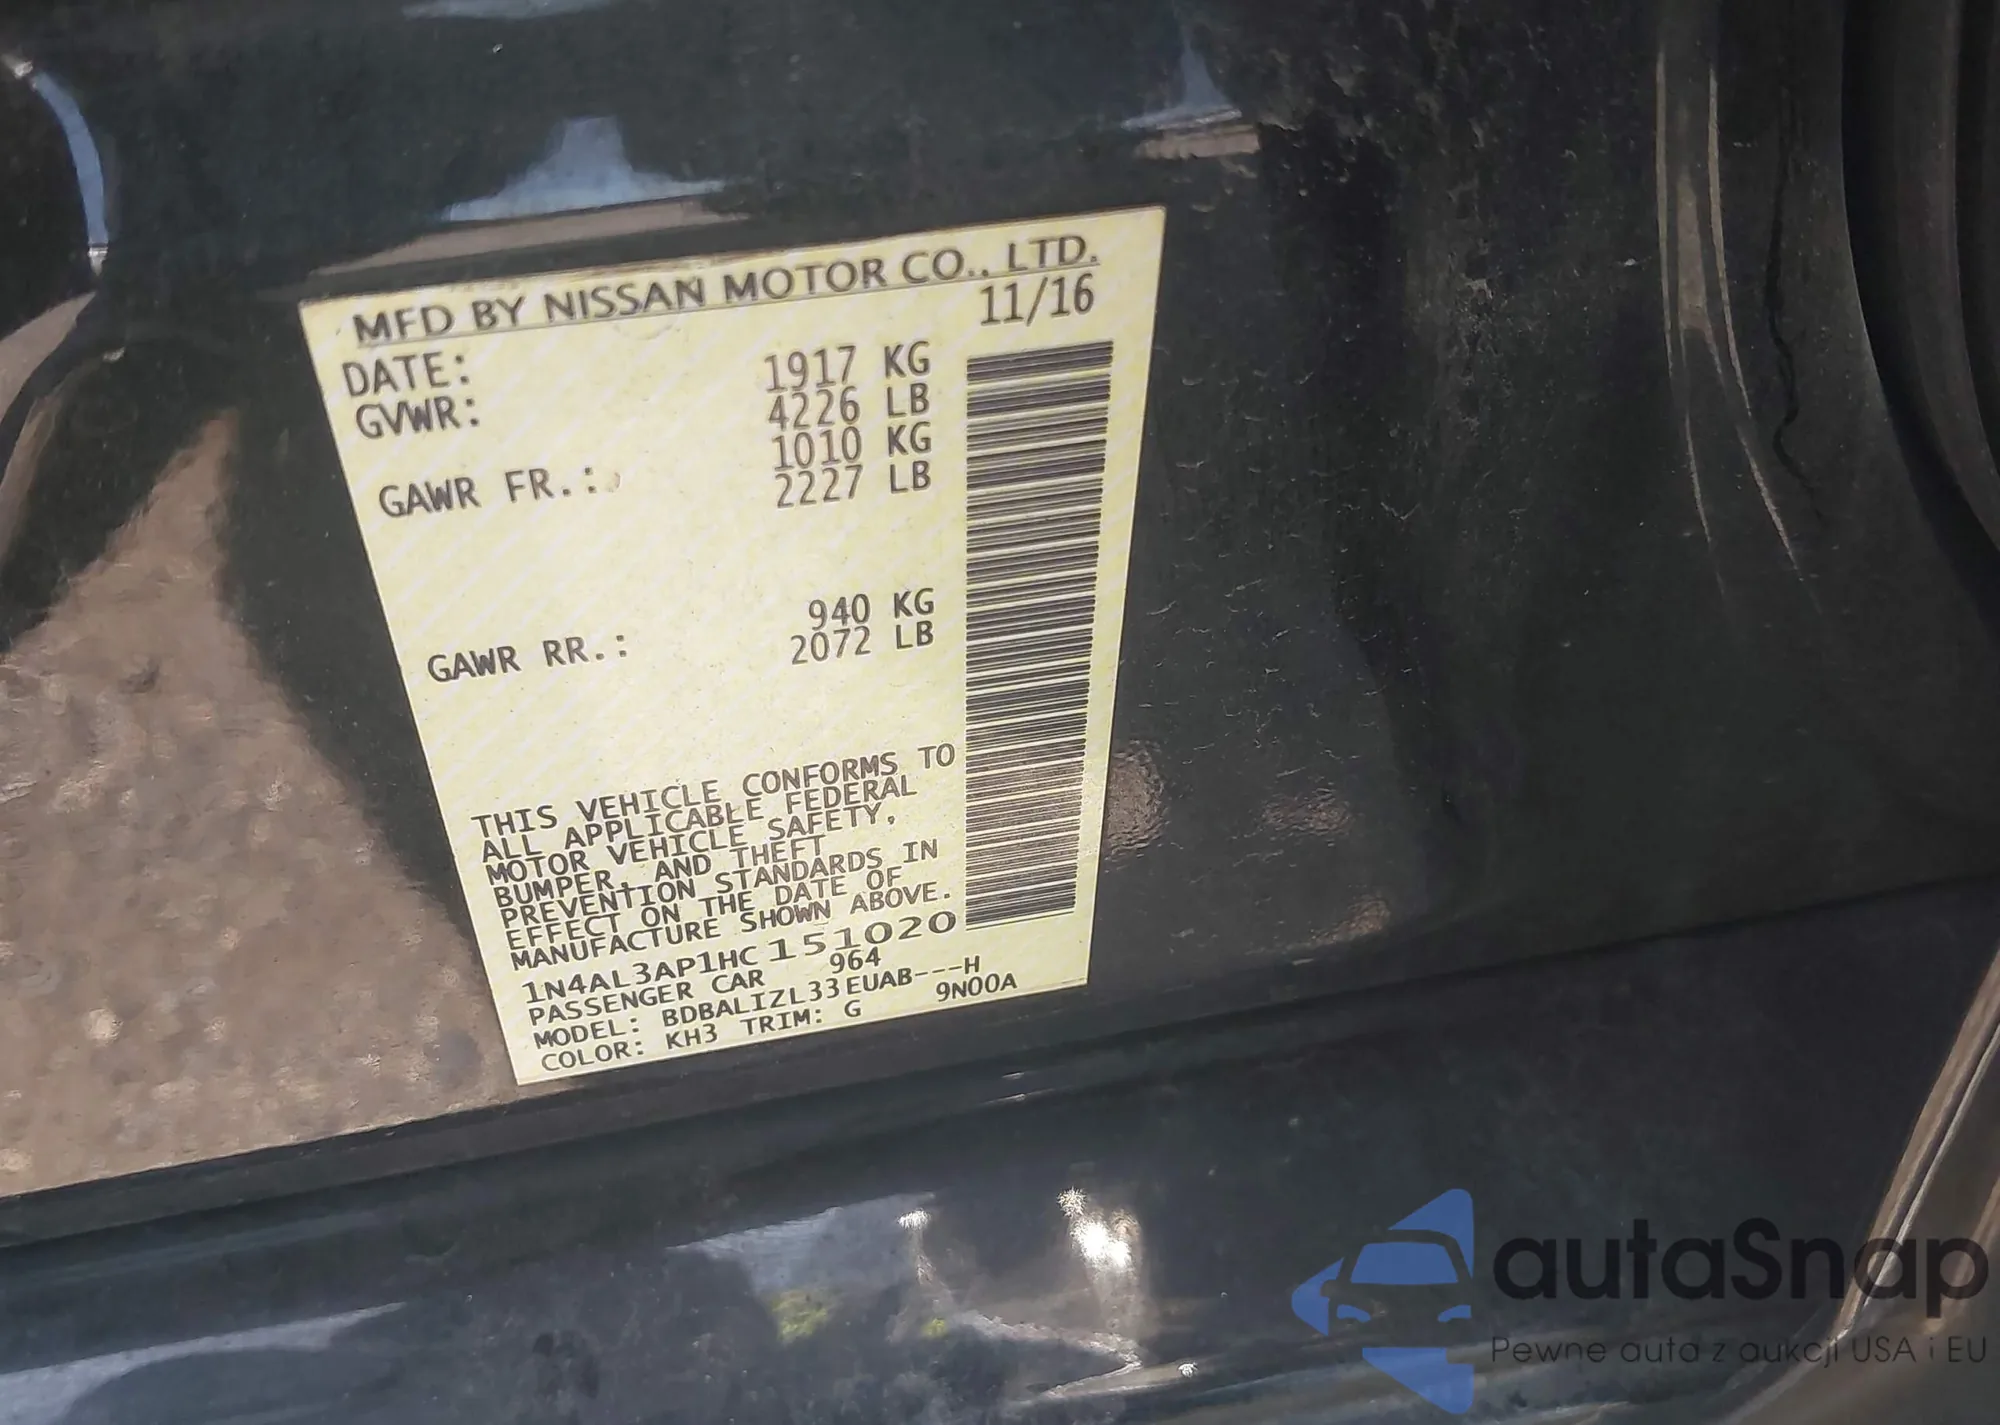 MFD BY NISSAN MOTOR CO., LTD.
DATE: 11/16
GVWR: 1917 KG
4226 LB
GAWR FR.: 1010 KG
2227 LB
GAWR RR.: 940 KG
2072 LB
THIS VEHICLE CONFORMS TO
ALL APPLICABLE FEDERAL
MOTOR VEHICLE SAFETY,
BUMPER, AND THEFT
PREVENTION STANDARDS IN
EFFECT ON THE DATE OF
MANUFACTURE SHOWN ABOVE.
1N4AL3AP1HC151020
PASSENGER CAR 964
MODEL: BDBALIZL33EUAB---H
COLOR: KH3 TRIM: G 9N00A
autaSnap
Pewne auta z aukcji USA i EU